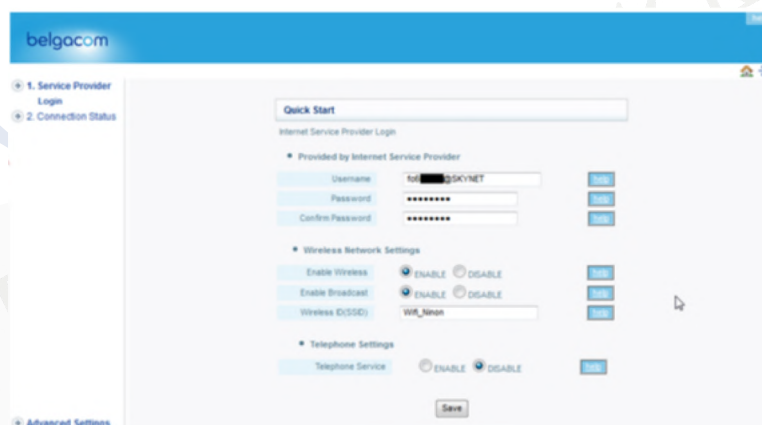 belgacom
1. Service Provider
Login
2. Connection Status
Advanced Settings
Quick Start
Internet Service Provider Login
Provided by Internet Service Provider
Username @SKYNET help
Password •••••••• help
Confirm Password •••••••• help
Wireless Network Settings
Enable Wireless ENABLE DISABLE help
Enable Broadcast ENABLE DISABLE help
Wireless ID(SSID) Wifi_Ninon help
Telephone Settings
Telephone Service ENABLE DISABLE help
Save